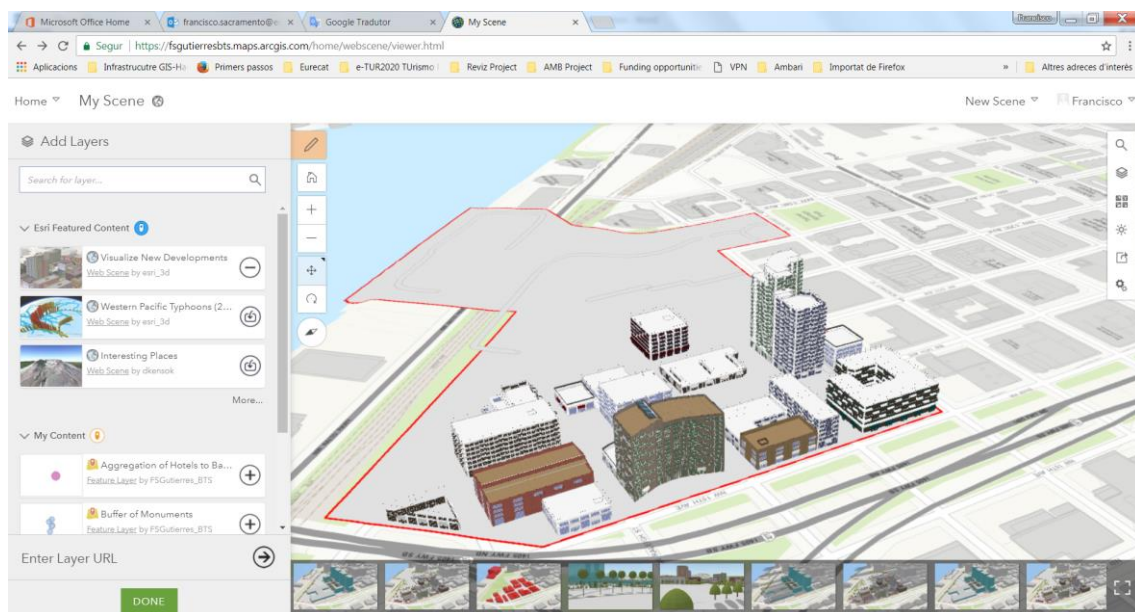 Microsoft Office Home
francisco.sacramento@e
Google Tradutor
My Scene
Francisco
Segur | https://fsgutierresbts.maps.arcgis.com/home/webscene/viewer.html
Aplicacions
Infrastrucutre GIS-Ha
Primers passos
Eurecat
e-TUR2020 TUrismo
Reviz Project
AMB Project
Funding opportunitie
VPN
Ambari
Importat de Firefox
»
Altres adreces d'interès
Home
My Scene
New Scene
Francisco
Add Layers
Search for layer...
Esri Featured Content
Visualize New Developments
Web Scene by esri_3d
Western Pacific Typhoons (2...
Web Scene by esri_3d
Interesting Places
Web Scene by dkensok
More...
My Content
Aggregation of Hotels to Ba...
Feature Layer by FSGutierres_BTS
Buffer of Monuments
Feature Layer by FSGutierres_BTS
Enter Layer URL
DONE